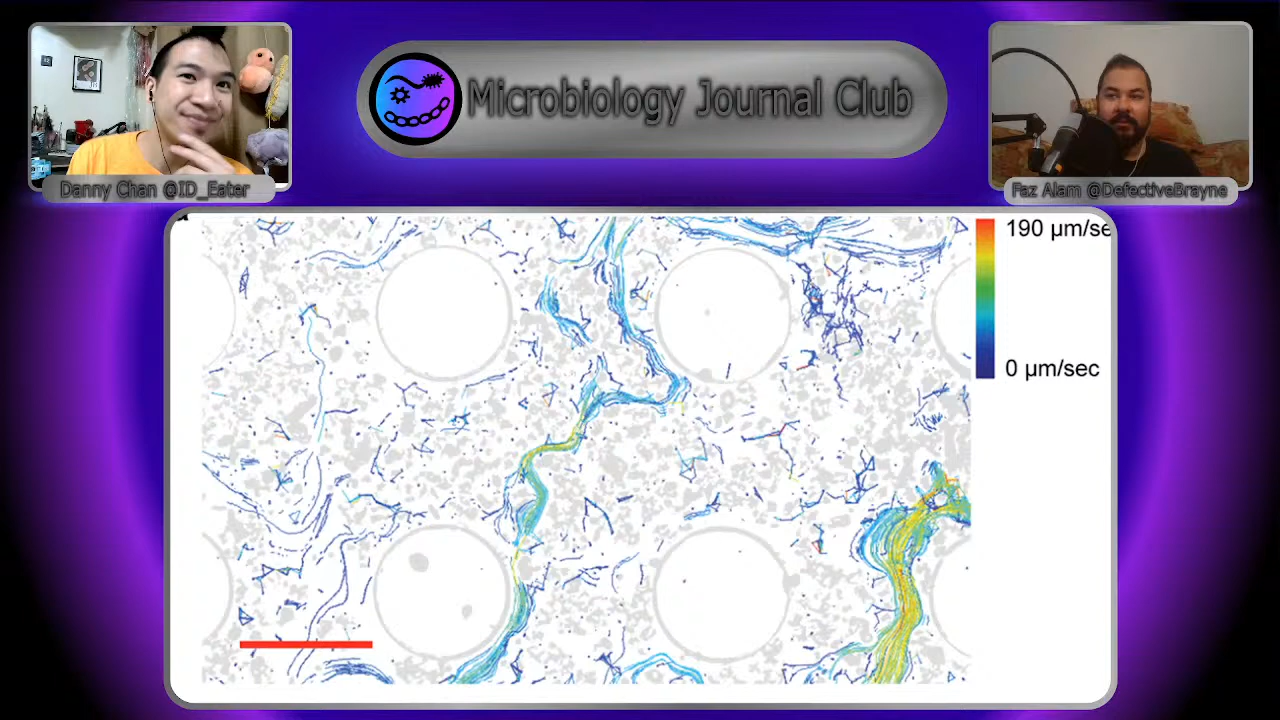 Microbiology Journal Club
Danny Chan @ID_Eater
Faz Alam @DefectiveBrayne
190 μm/se
0 μm/sec